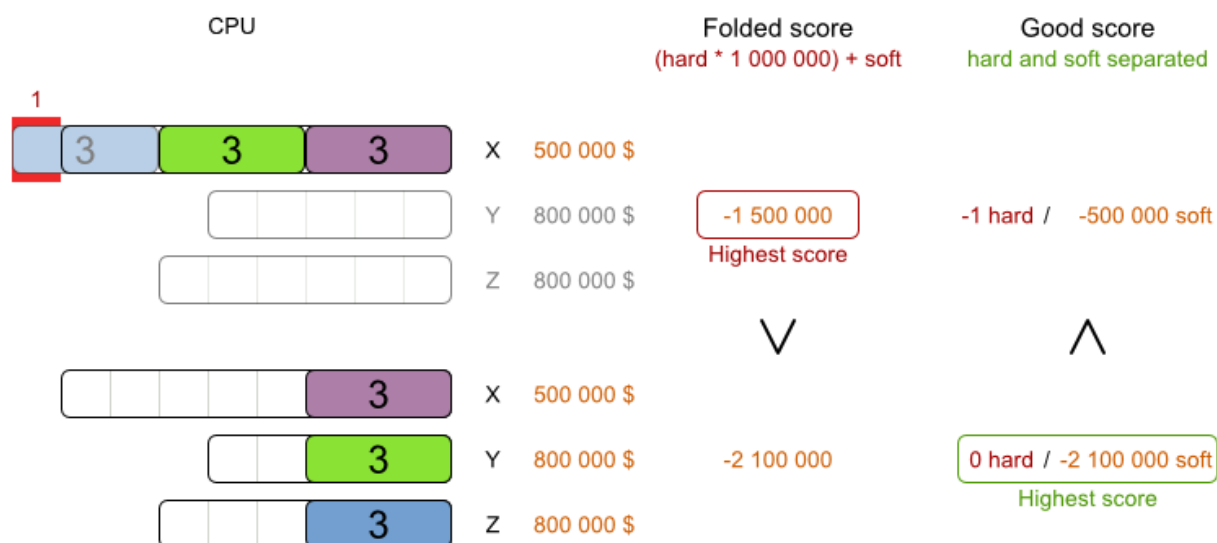 CPU
Folded score
Good score
(hard * 1 000 000) + soft
hard and soft separated
1
3 3 3 X 500 000 $
Y 800 000 $ -1 500 000 -1 hard / -500 000 soft
Highest score
Z 800 000 $
3 X 500 000 $
3 Y 800 000 $ -2 100 000 0 hard / -2 100 000 soft
Highest score
3 Z 800 000 $